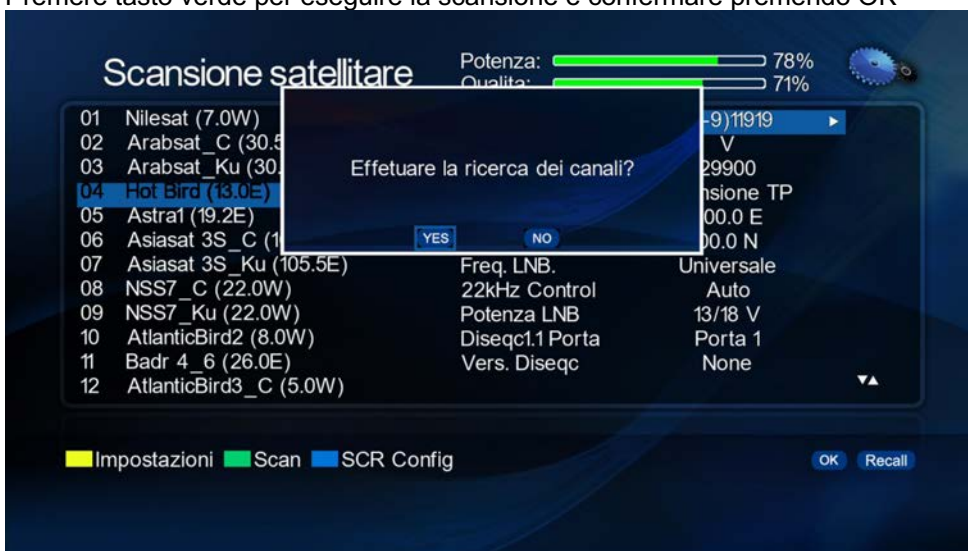 Premere tasto verde per eseguire la scansione e confermare premendo OK
Scansione satellitare
Potenza: 78%
Qualita: 71%
01 Nilesat (7.0W)
02 Arabsat_C (30.5
03 Arabsat_Ku (30.
04 Hot Bird (13.0E)
05 Astra1 (19.2E)
06 Asiasat 3S_C (1
07 Asiasat 3S_Ku (105.5E)
08 NSS7_C (22.0W)
09 NSS7_Ku (22.0W)
10 AtlanticBird2 (8.0W)
11 Badr 4_6 (26.0E)
12 AtlanticBird3_C (5.0W)
Effetuare la ricerca dei canali?
YES NO
-9)11919
V
29900
nsione TP
00.0 E
00.0 N
Freq. LNB. Universale
22kHz Control Auto
Potenza LNB 13/18 V
Diseqc1.1 Porta Porta 1
Vers. Diseqc None
Impostazioni Scan SCR Config
OK Recall